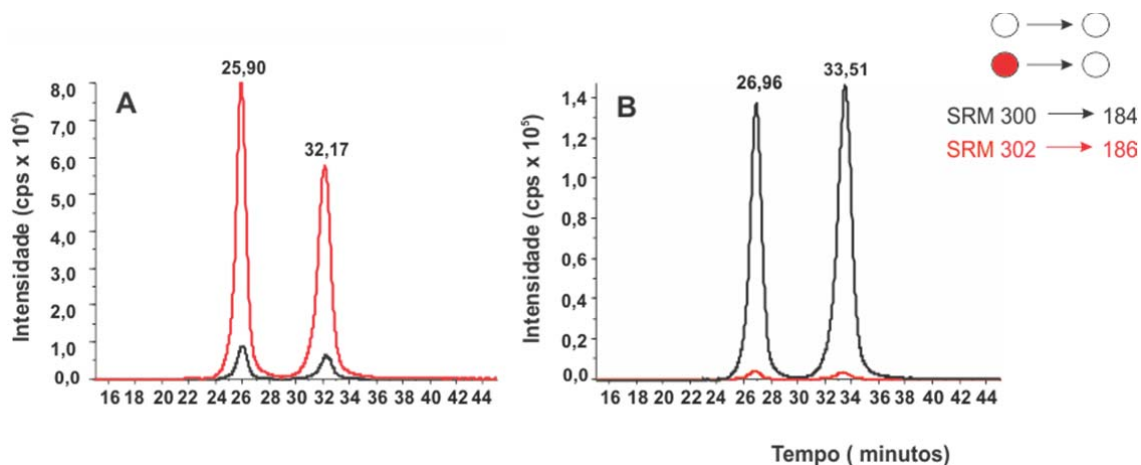 A
Intensidade (cps x 10⁴)
8,0
7,0
6,0
5,0
4,0
3,0
2,0
1,0
0,0
25,90
32,17
16 18 20 22 24 26 28 30 32 34 36 38 40 42 44
B
Intensidade (cps x 10⁵)
1,4
1,2
1,0
0,8
0,6
0,4
0,2
0,0
26,96
33,51
16 18 20 22 24 26 28 30 32 34 36 38 40 42 44
Tempo ( minutos)
SRM 300 → 184
SRM 302 → 186